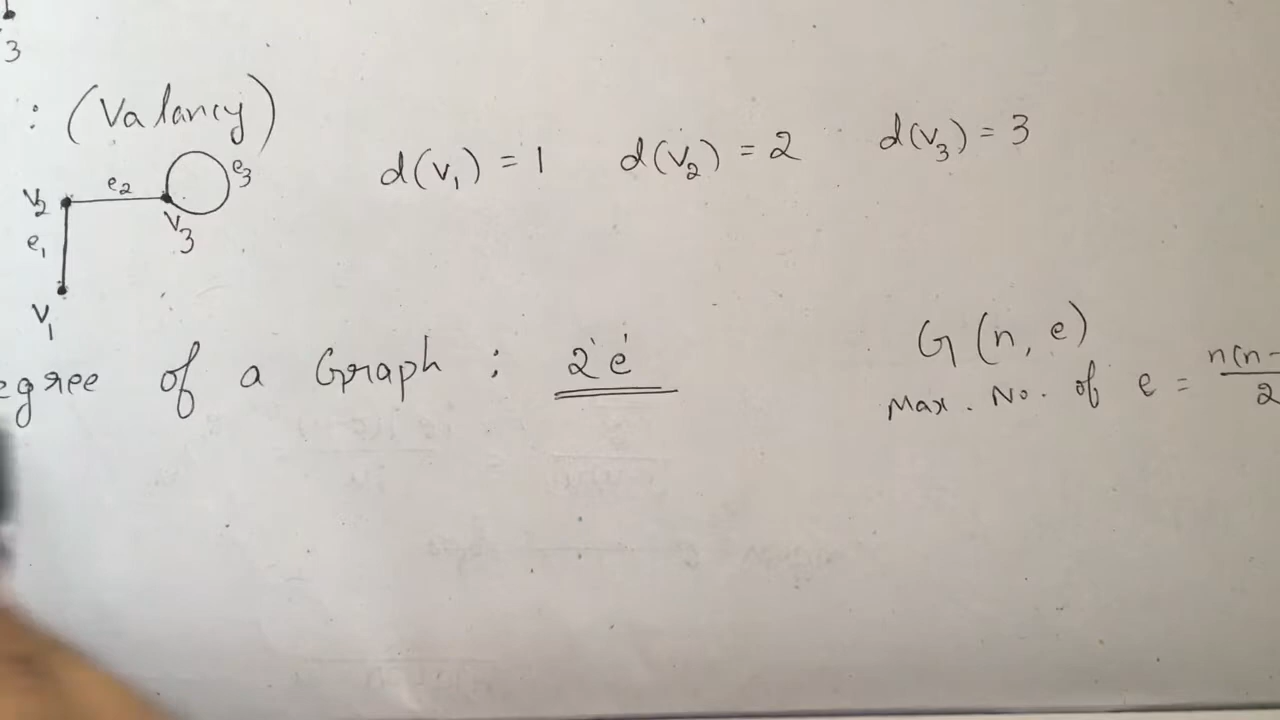 3
: (Valancy)
d(v₁) = 1 d(v₂) = 2 d(v₃) = 3
e₃
e₂
v₂
v₃
e₁
v₁
G(n, e)
egree of a Graph : 2e
Max. No. of e = n(n-/2